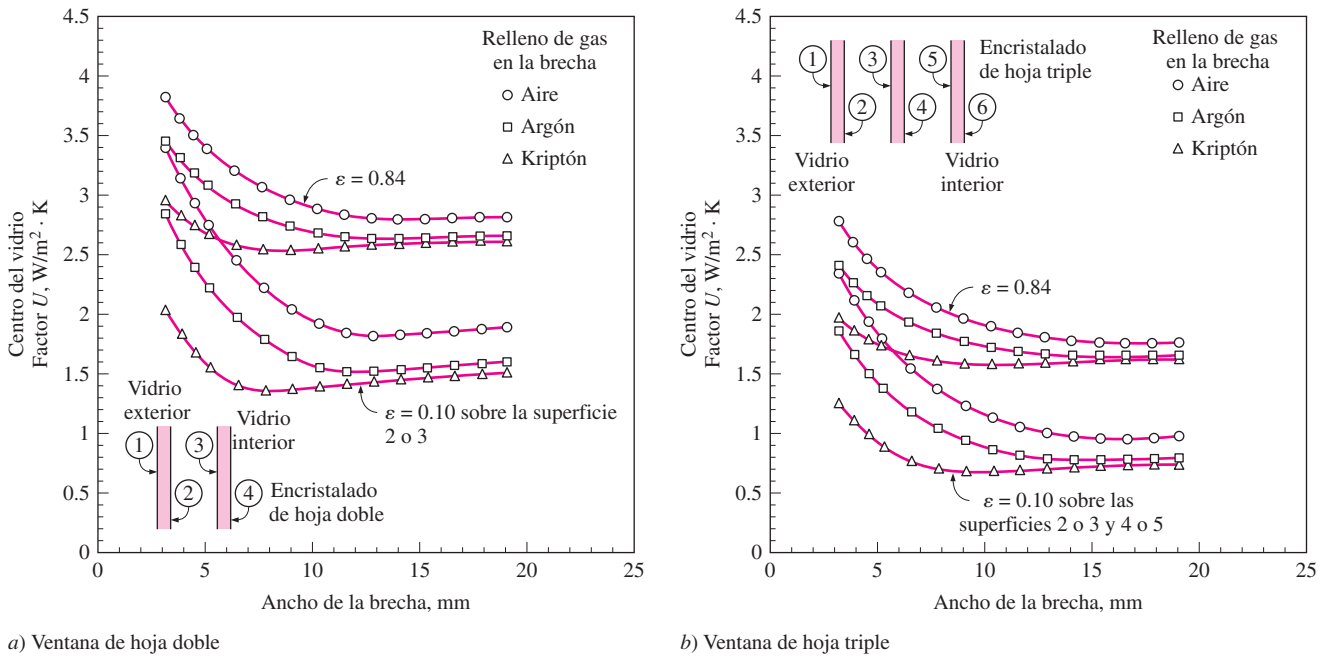 4.5
4
3.5
3
2.5
2
1.5
1
0.5
0
0
5
10
15
20
25
Centro del vidrio
Factor U, W/m² · K
Ancho de la brecha, mm
Relleno de gas
en la brecha
Aire
Argón
Kriptón
ε = 0.84
ε = 0.10 sobre la superficie
2 o 3
Vidrio
exterior
Vidrio
interior
1
3
2
4
Encristalado
de hoja doble
a) Ventana de hoja doble
4.5
4
3.5
3
2.5
2
1.5
1
0.5
0
0
5
10
15
20
25
Centro del vidrio
Factor U, W/m² · K
Ancho de la brecha, mm
1
3
5
Encristalado
de hoja triple
2
4
6
Vidrio
exterior
Vidrio
interior
Relleno de gas
en la brecha
Aire
Argón
Kriptón
ε = 0.84
ε = 0.10 sobre las
superficies 2 o 3 y 4 o 5
b) Ventana de hoja triple